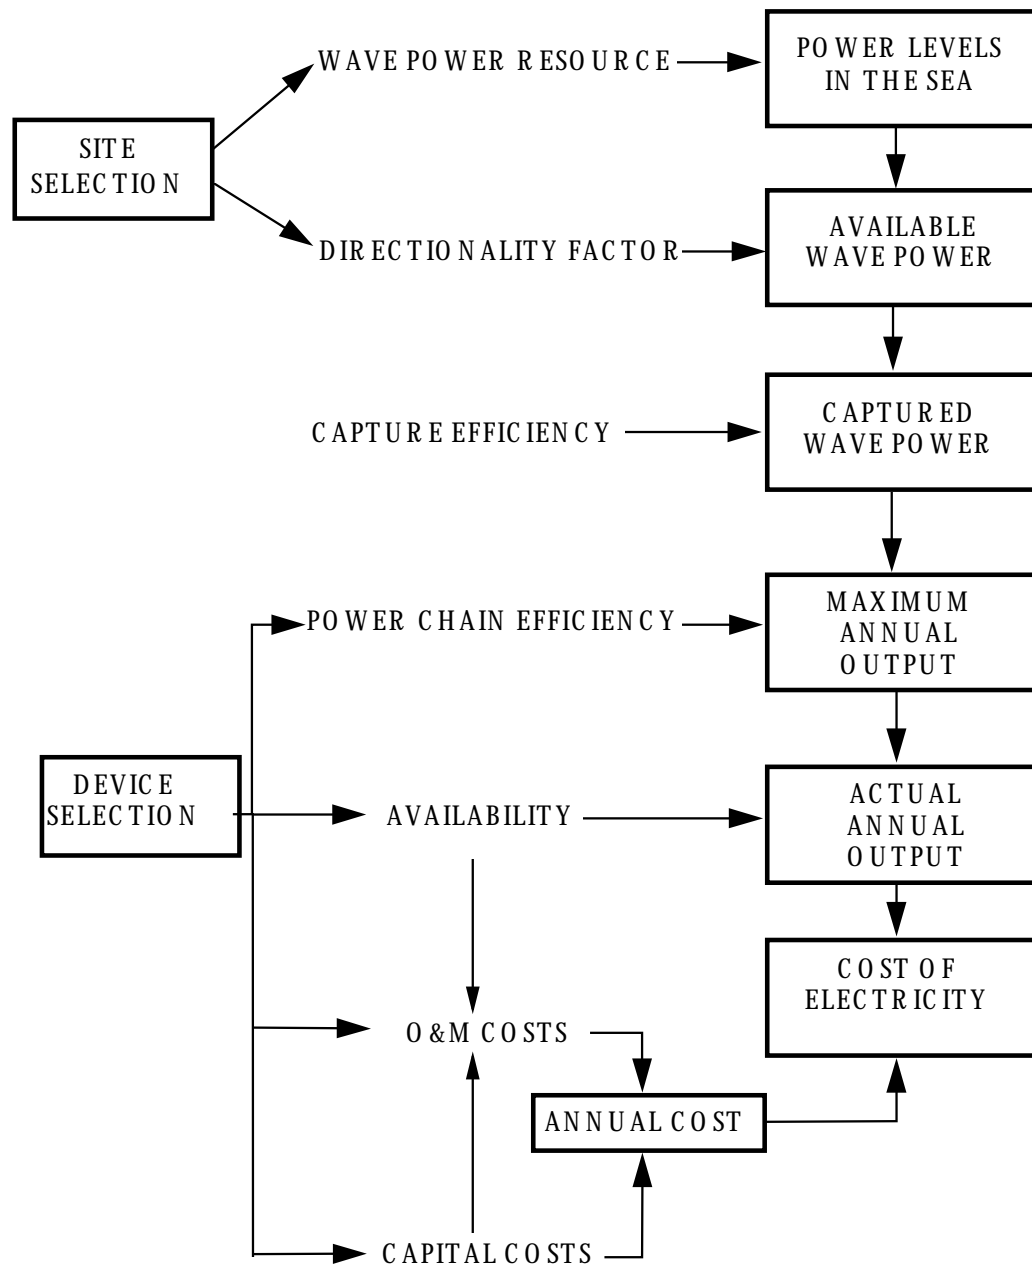 WAVE POWER RESOURCE
POWER LEVELS
IN THE SEA
SITE
SELECTION
DIRECTIONALITY FACTOR
AVAILABLE
WAVE POWER
CAPTURE EFFICIENCY
CAPTURED
WAVE POWER
POWER CHAIN EFFICIENCY
MAXIMUM
ANNUAL
OUTPUT
DEVICE
SELECTION
AVAILABILITY
ACTUAL
ANNUAL
OUTPUT
COST OF
ELECTRICITY
O&M COSTS
ANNUAL COST
CAPITAL COSTS